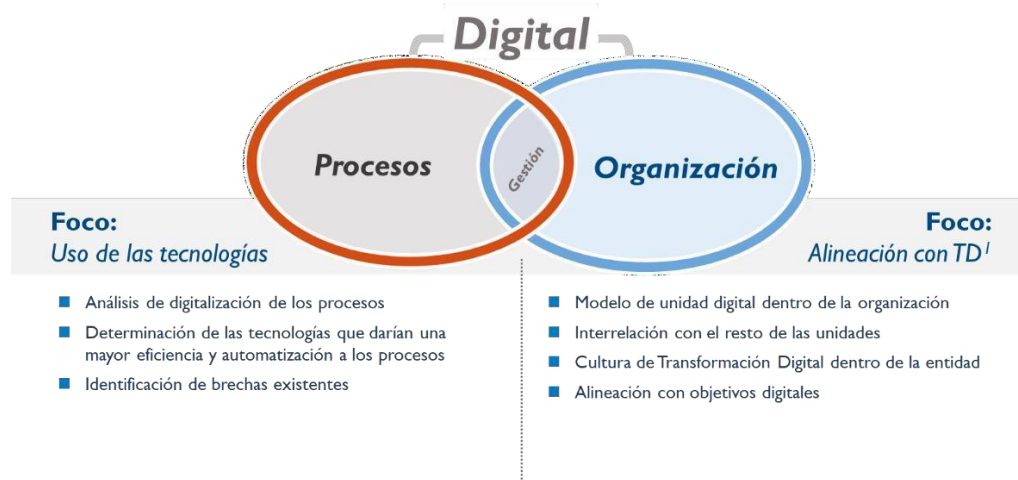 Digital
Procesos
Gestión
Organización
Foco:
Uso de las tecnologías
Foco:
Alineación con TD¹
Análisis de digitalización de los procesos
Determinación de las tecnologías que darían una
mayor eficiencia y automatización a los procesos
Identificación de brechas existentes
Modelo de unidad digital dentro de la organización
Interrelación con el resto de las unidades
Cultura de Transformación Digital dentro de la entidad
Alineación con objetivos digitales